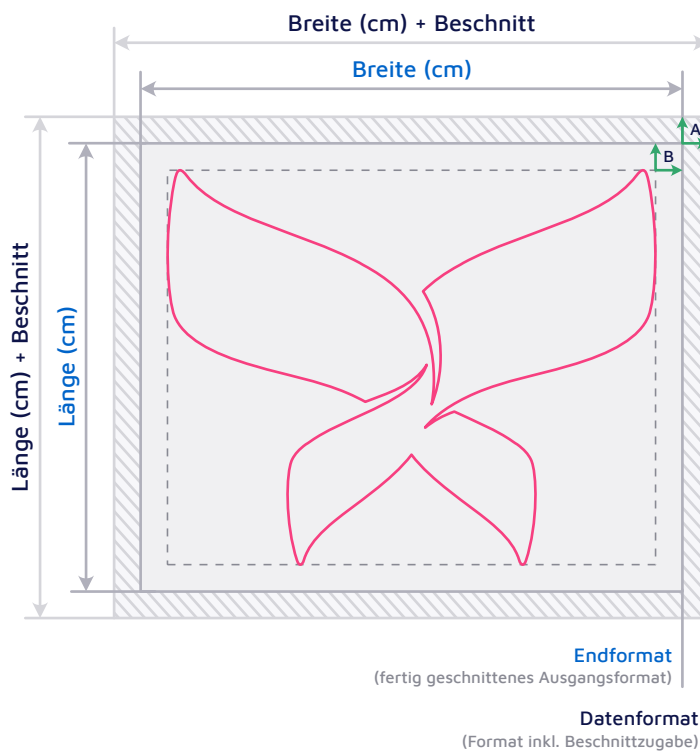 Breite (cm) + Beschnitt
Breite (cm)
A
B
Länge (cm) + Beschnitt
Länge (cm)
Endformat
(fertig geschnittenes Ausgangsformat)
Datenformat
(Format inkl. Beschnittzugabe)